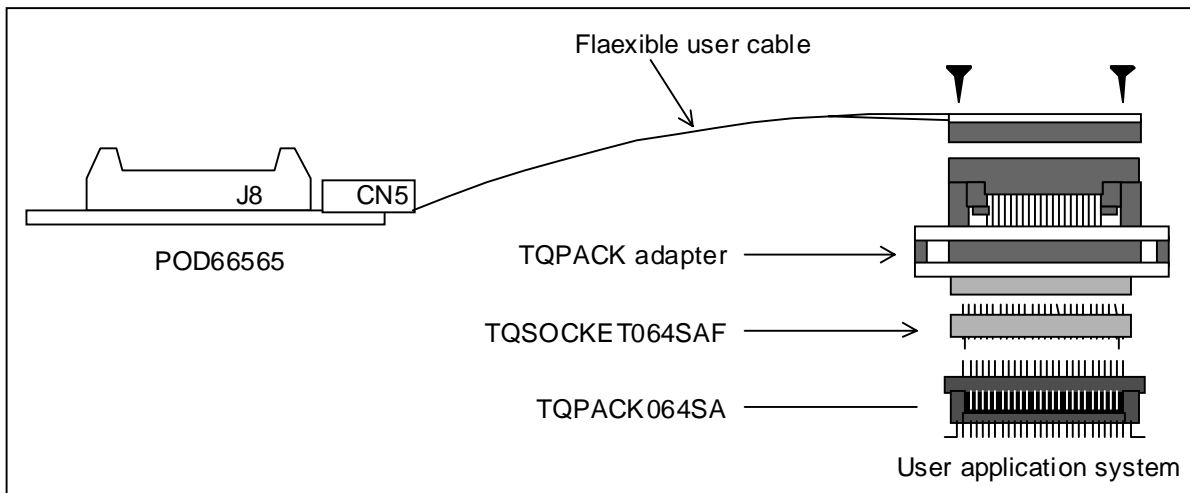 Flaexible user cable
J8
CN5
POD66565
TQPACK adapter
TQSOCKET064SAF
TQPACK064SA
User application system